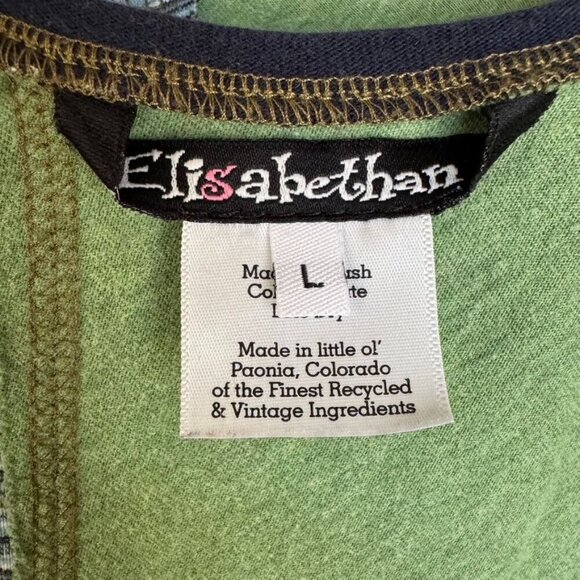 Elisabethan
L
Made in little ol'
Paonia, Colorado
of the Finest Recycled
& Vintage Ingredients